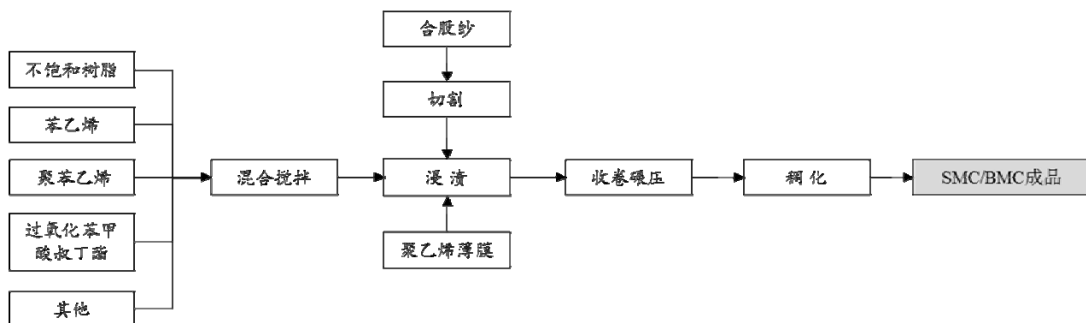 合股纱
不饱和树脂
切割
苯乙烯
聚苯乙烯
混合搅拌
浸渍
收卷碾压
稠化
SMC/BMC成品
过氧化苯甲
酸叔丁酯
聚乙烯薄膜
其他